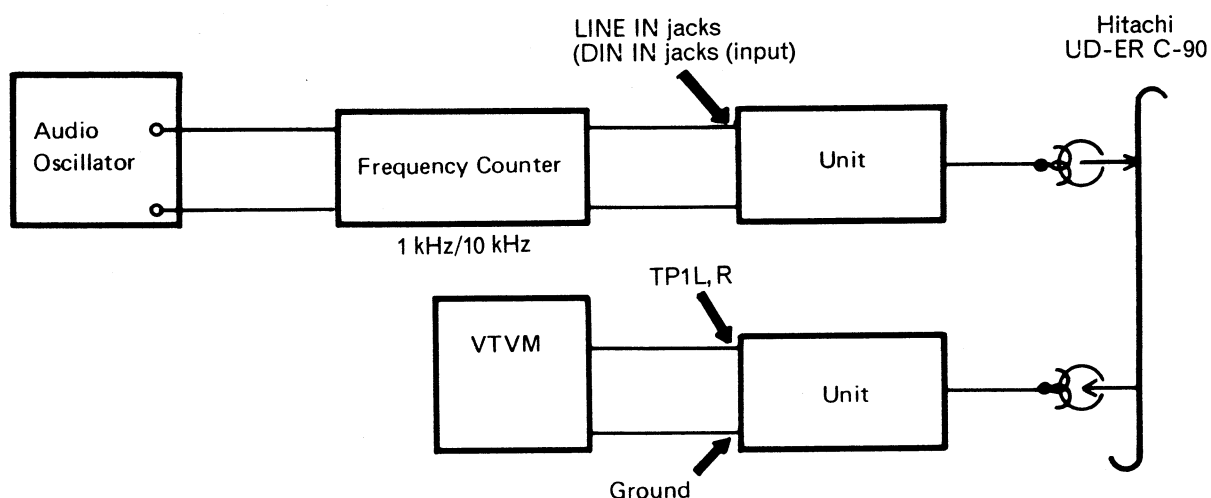 LINE IN jacks
(DIN IN jacks (input)
Hitachi
UD-ER C-90
Audio
Oscillator
Frequency Counter
Unit
1 kHz/10 kHz
TP1L, R
VTVM
Unit
Ground